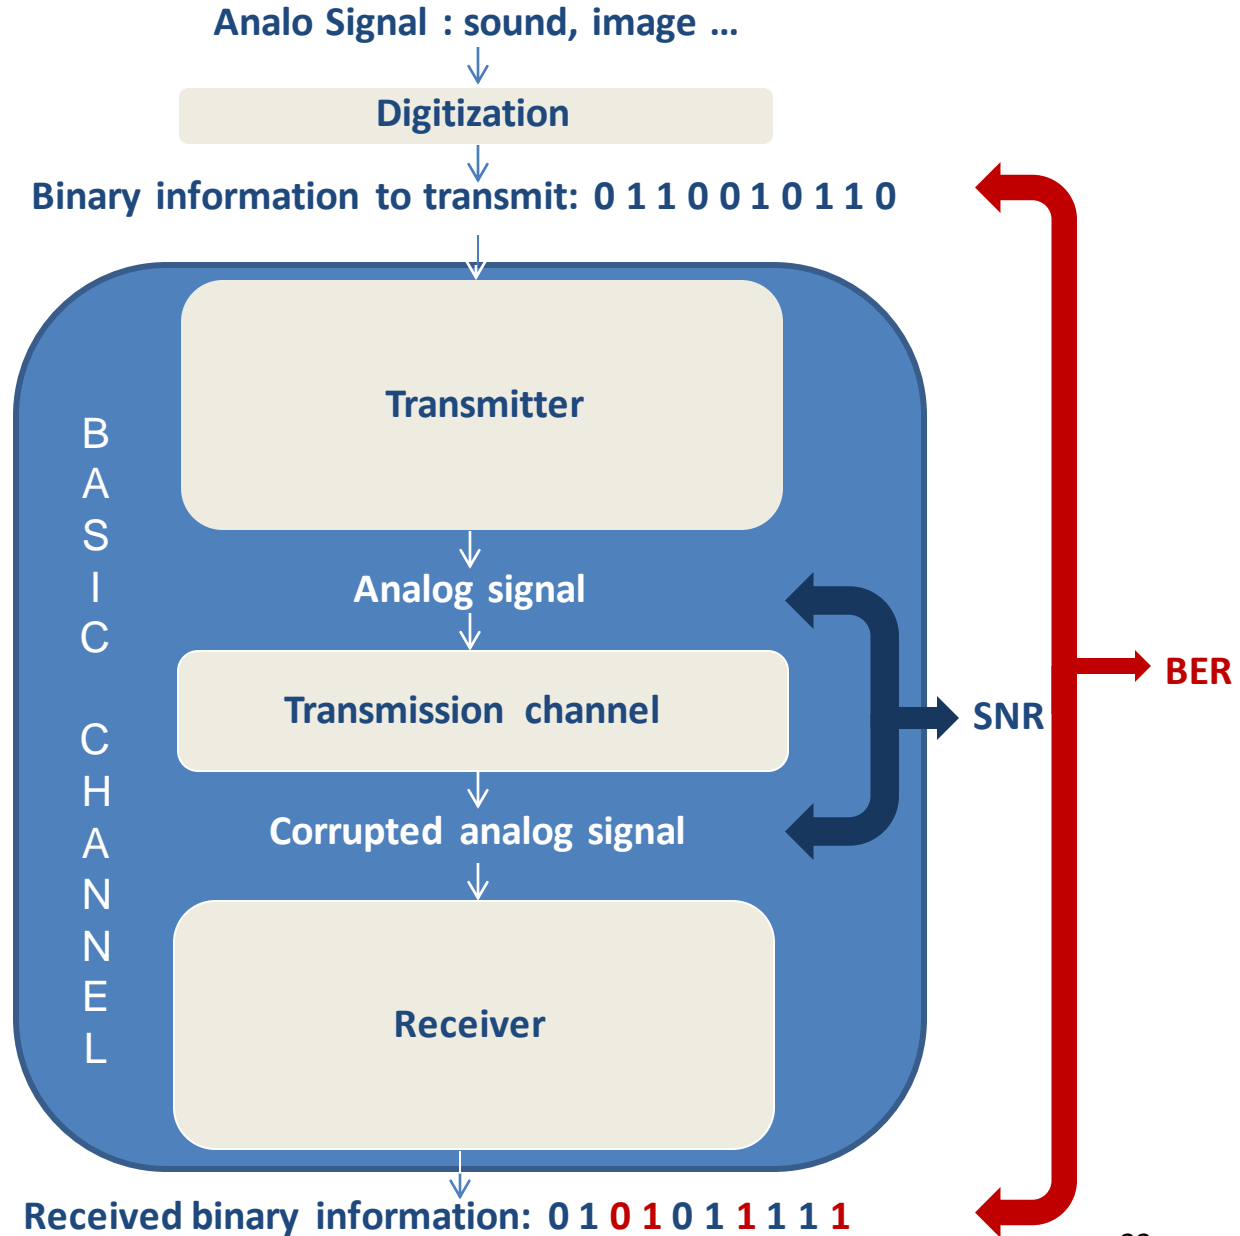 Analo Signal : sound, image ...
Digitization
Binary information to transmit: 0 1 1 0 0 1 0 1 1 0
Transmitter
BASIC CHANNEL
Analog signal
Transmission channel
SNR
BER
Corrupted analog signal
Receiver
Received binary information: 0 1 0 1 0 1 1 1 1 1